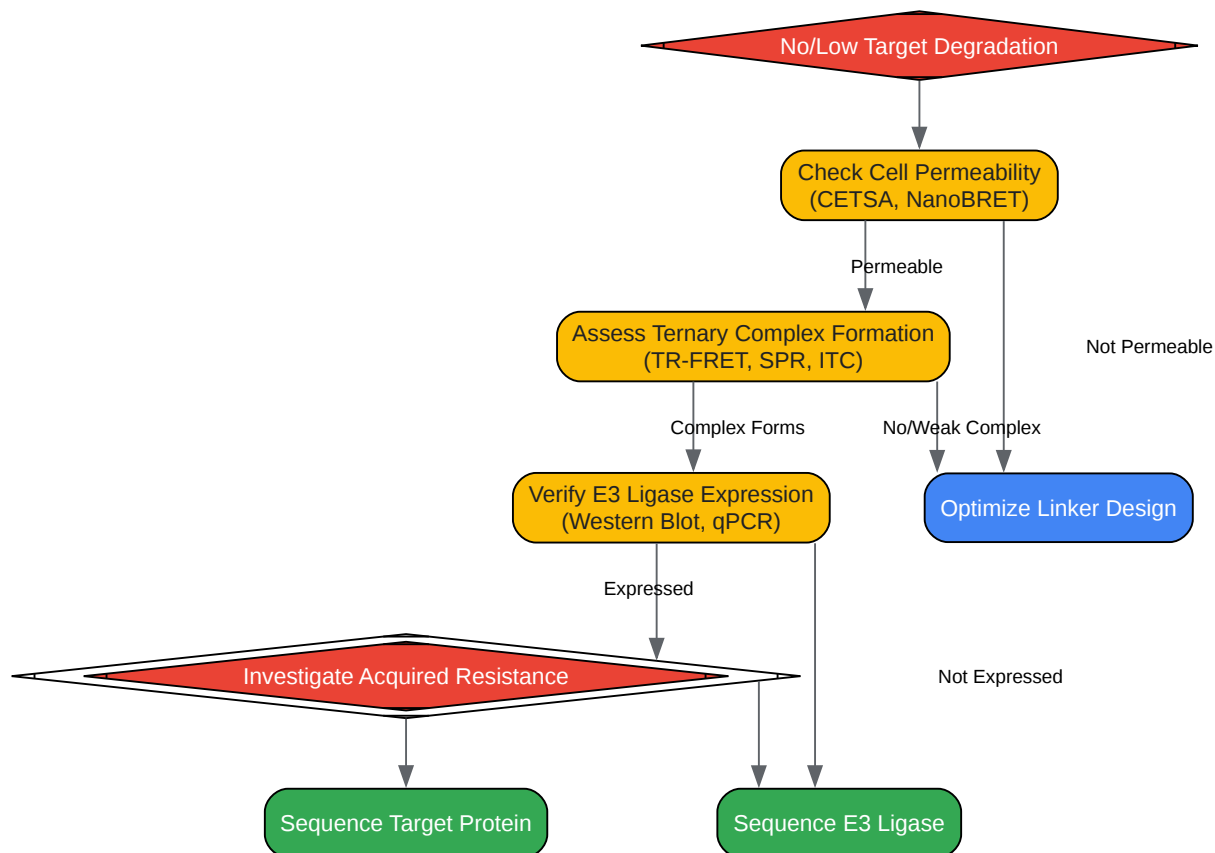 No/Low Target Degradation
Check Cell Permeability
(CETSA, NanoBRET)
Permeable
Not Permeable
Assess Ternary Complex Formation
(TR-FRET, SPR, ITC)
Complex Forms
No/Weak Complex
Verify E3 Ligase Expression
(Western Blot, qPCR)
Optimize Linker Design
Expressed
Investigate Acquired Resistance
Not Expressed
Sequence Target Protein
Sequence E3 Ligase